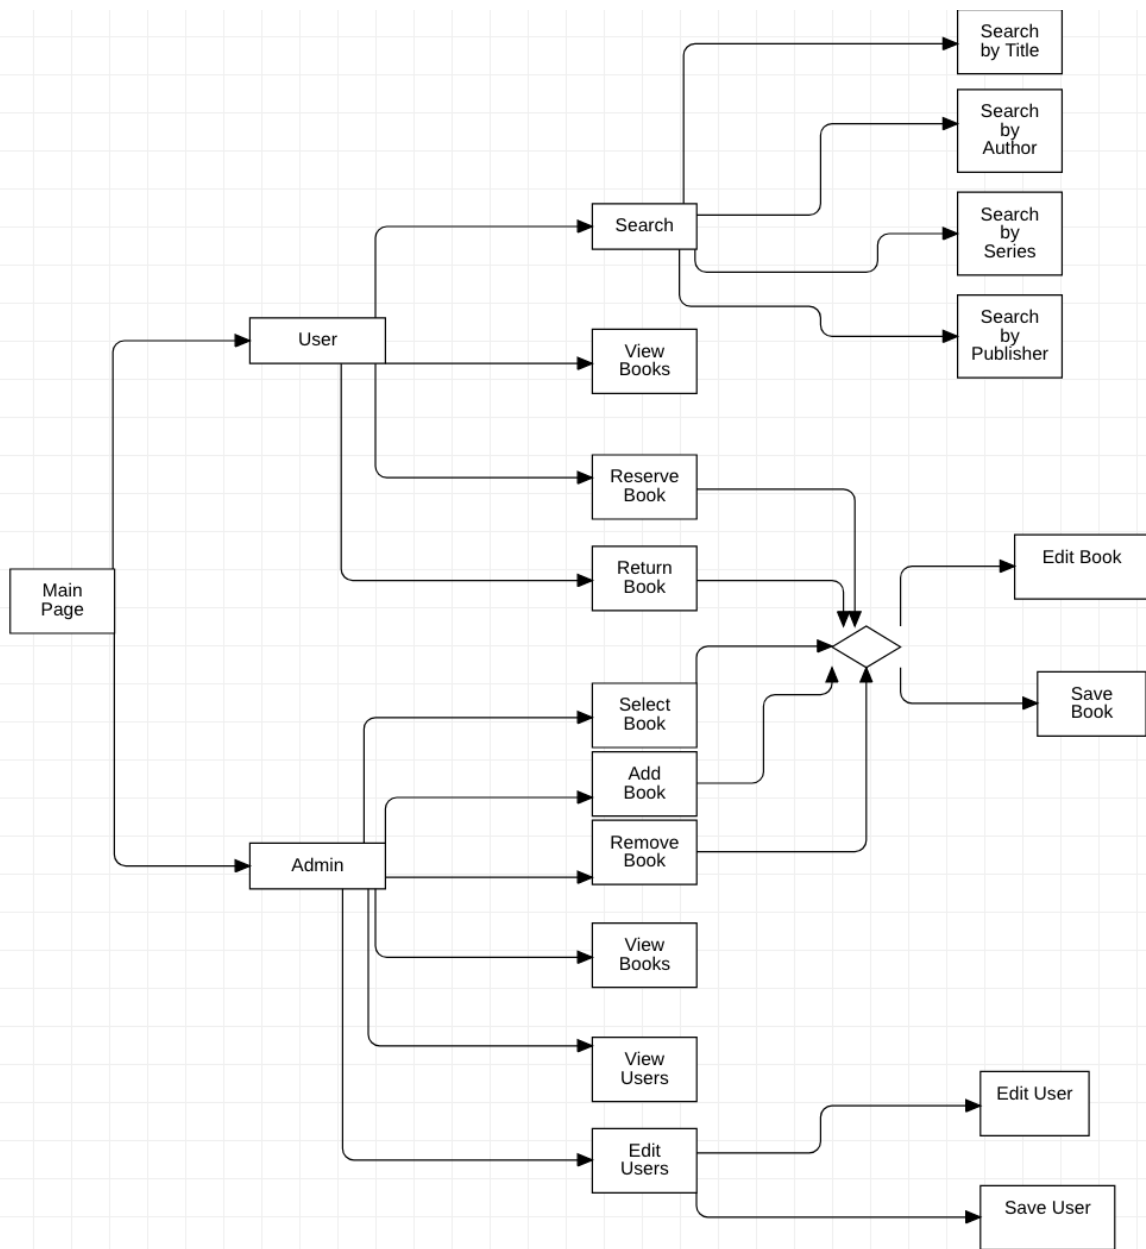 Search
by Title
Search
by
Author
Search
by
Series
Search
by
Publisher
Search
User
View
Books
Reserve
Book
Return
Book
Main
Page
Edit Book
Save
Book
Select
Book
Add
Book
Remove
Book
Admin
View
Books
View
Users
Edit
Users
Edit User
Save User